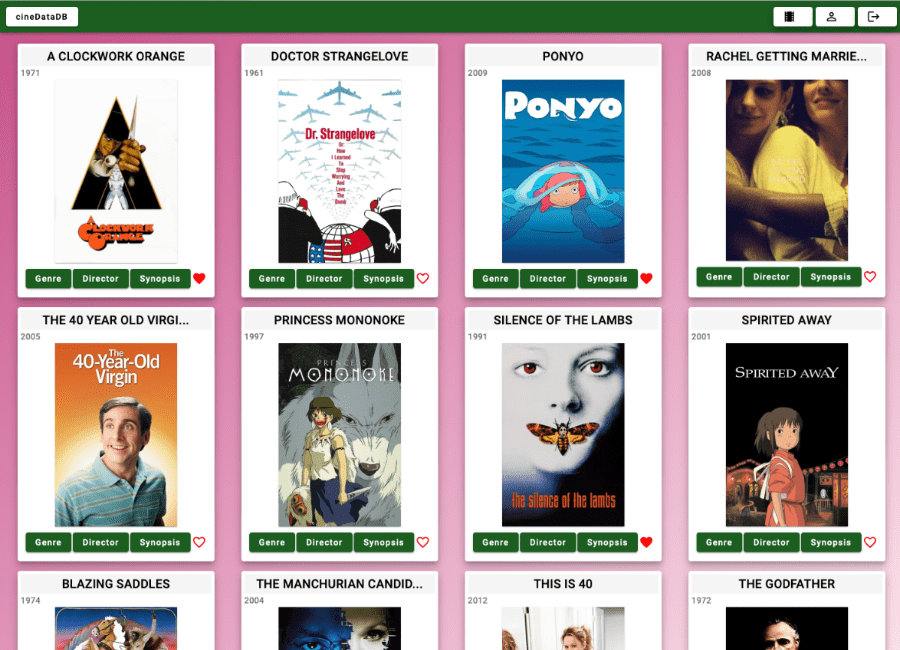 cineDataDB
A CLOCKWORK ORANGE
1971
CLOCKWORK
ORANGE
Genre Director Synopsis
DOCTOR STRANGELOVE
1961
Dr. Strangelove
Or:
How
I Learned
To
Stop
Worrying
And
Love
The
Bomb
Genre Director Synopsis
PONYO
2009
PONYO
Genre Director Synopsis
RACHEL GETTING MARRIE...
2008
Genre Director Synopsis
THE 40 YEAR OLD VIRGI...
2005
The
40-Year-Old
Virgin
Genre Director Synopsis
PRINCESS MONONOKE
1997
PRINCESS
MONONOKE
Genre Director Synopsis
SILENCE OF THE LAMBS
1991
the silence of the lambs
Genre Director Synopsis
SPIRITED AWAY
2001
SPIRITED AWAY
Genre Director Synopsis
BLAZING SADDLES
1974
THE MANCHURIAN CANDID...
2004
THIS IS 40
2012
THE GODFATHER
1972